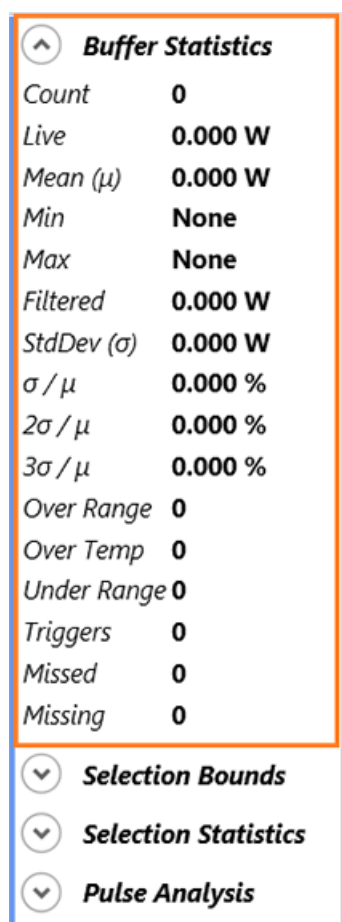 Buffer Statistics
Count 0
Live 0.000 W
Mean (μ) 0.000 W
Min None
Max None
Filtered 0.000 W
StdDev (σ) 0.000 W
σ / μ 0.000 %
2σ / μ 0.000 %
3σ / μ 0.000 %
Over Range 0
Over Temp 0
Under Range 0
Triggers 0
Missed 0
Missing 0
Selection Bounds
Selection Statistics
Pulse Analysis